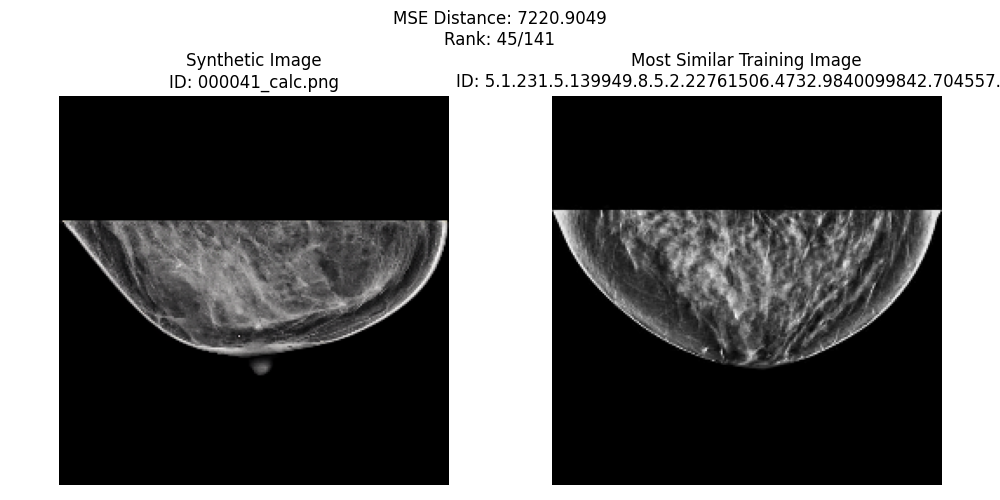 MSE Distance: 7220.9049
Rank: 45/141
Synthetic Image
ID: 000041_calc.png
Most Similar Training Image
ID: 5.1.231.5.139949.8.5.2.22761506.4732.9840099842.704557.